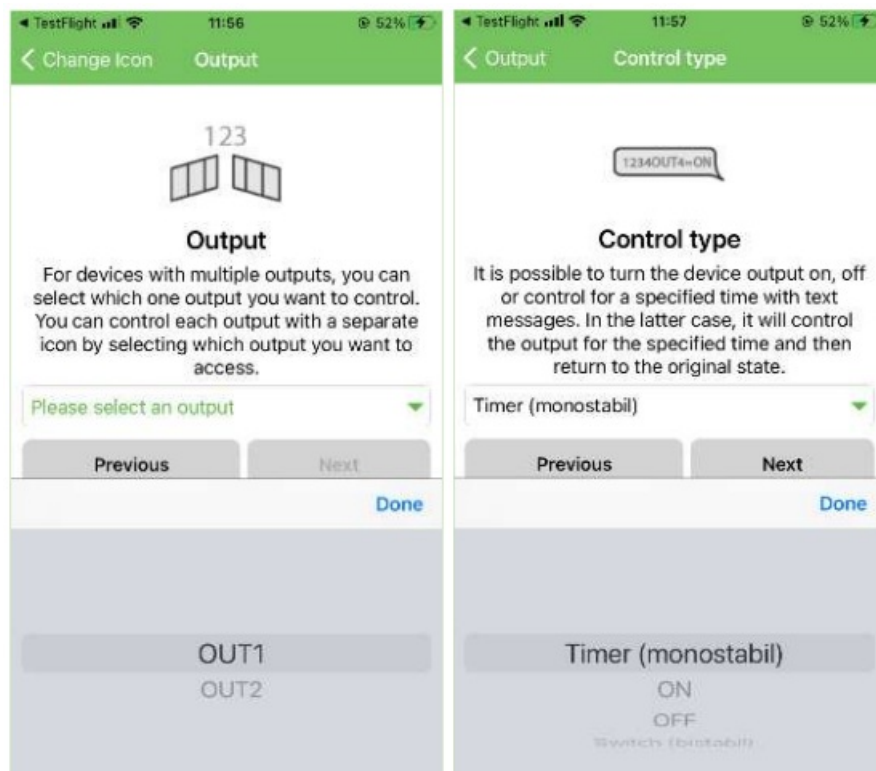 TestFlight
11:56
52%
Change Icon
Output
123
Output
For devices with multiple outputs, you can
select which one output you want to control.
You can control each output with a separate
icon by selecting which output you want to
access.
Please select an output
Previous
Next
Done
OUT1
OUT2
TestFlight
11:57
52%
Output
Control type
1234OUT4=ON
Control type
It is possible to turn the device output on, off
or control for a specified time with text
messages. In the latter case, it will control
the output for the specified time and then
return to the original state.
Timer (monostabil)
Previous
Next
Done
Timer (monostabil)
ON
OFF
Switch (bistabil)